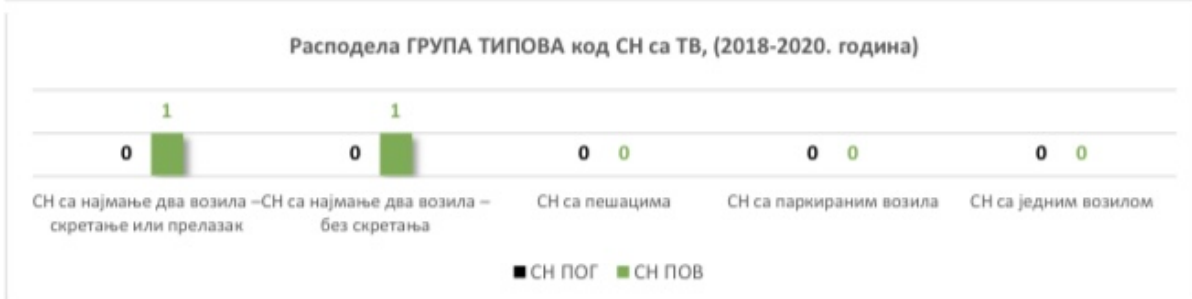 Расподела ГРУПА ТИПОВА код СН са ТВ, (2018-2020. година)
1 1
0 0 0 0 0 0 0 0
СН са најмање два возила –
скретање или прелазак
СН са најмање два возила –
без скретања
СН са пешацима
СН са паркираним возила
СН са једним возилом
СН ПОГ СН ПОВ